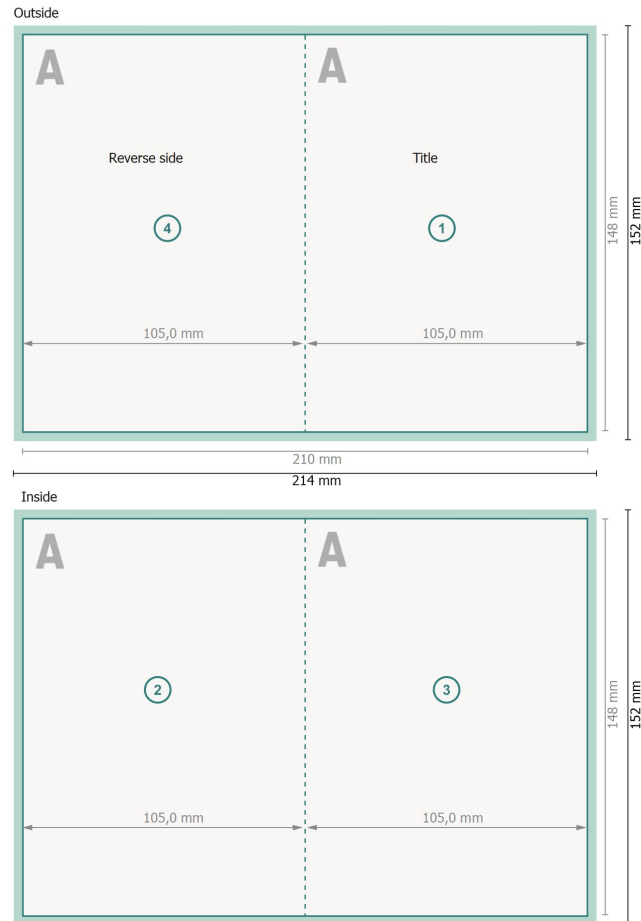 Outside
A A
Reverse side Title
4 1
148 mm
152 mm
105,0 mm 105,0 mm
210 mm
214 mm
Inside
A A
2 3
148 mm
152 mm
105,0 mm 105,0 mm